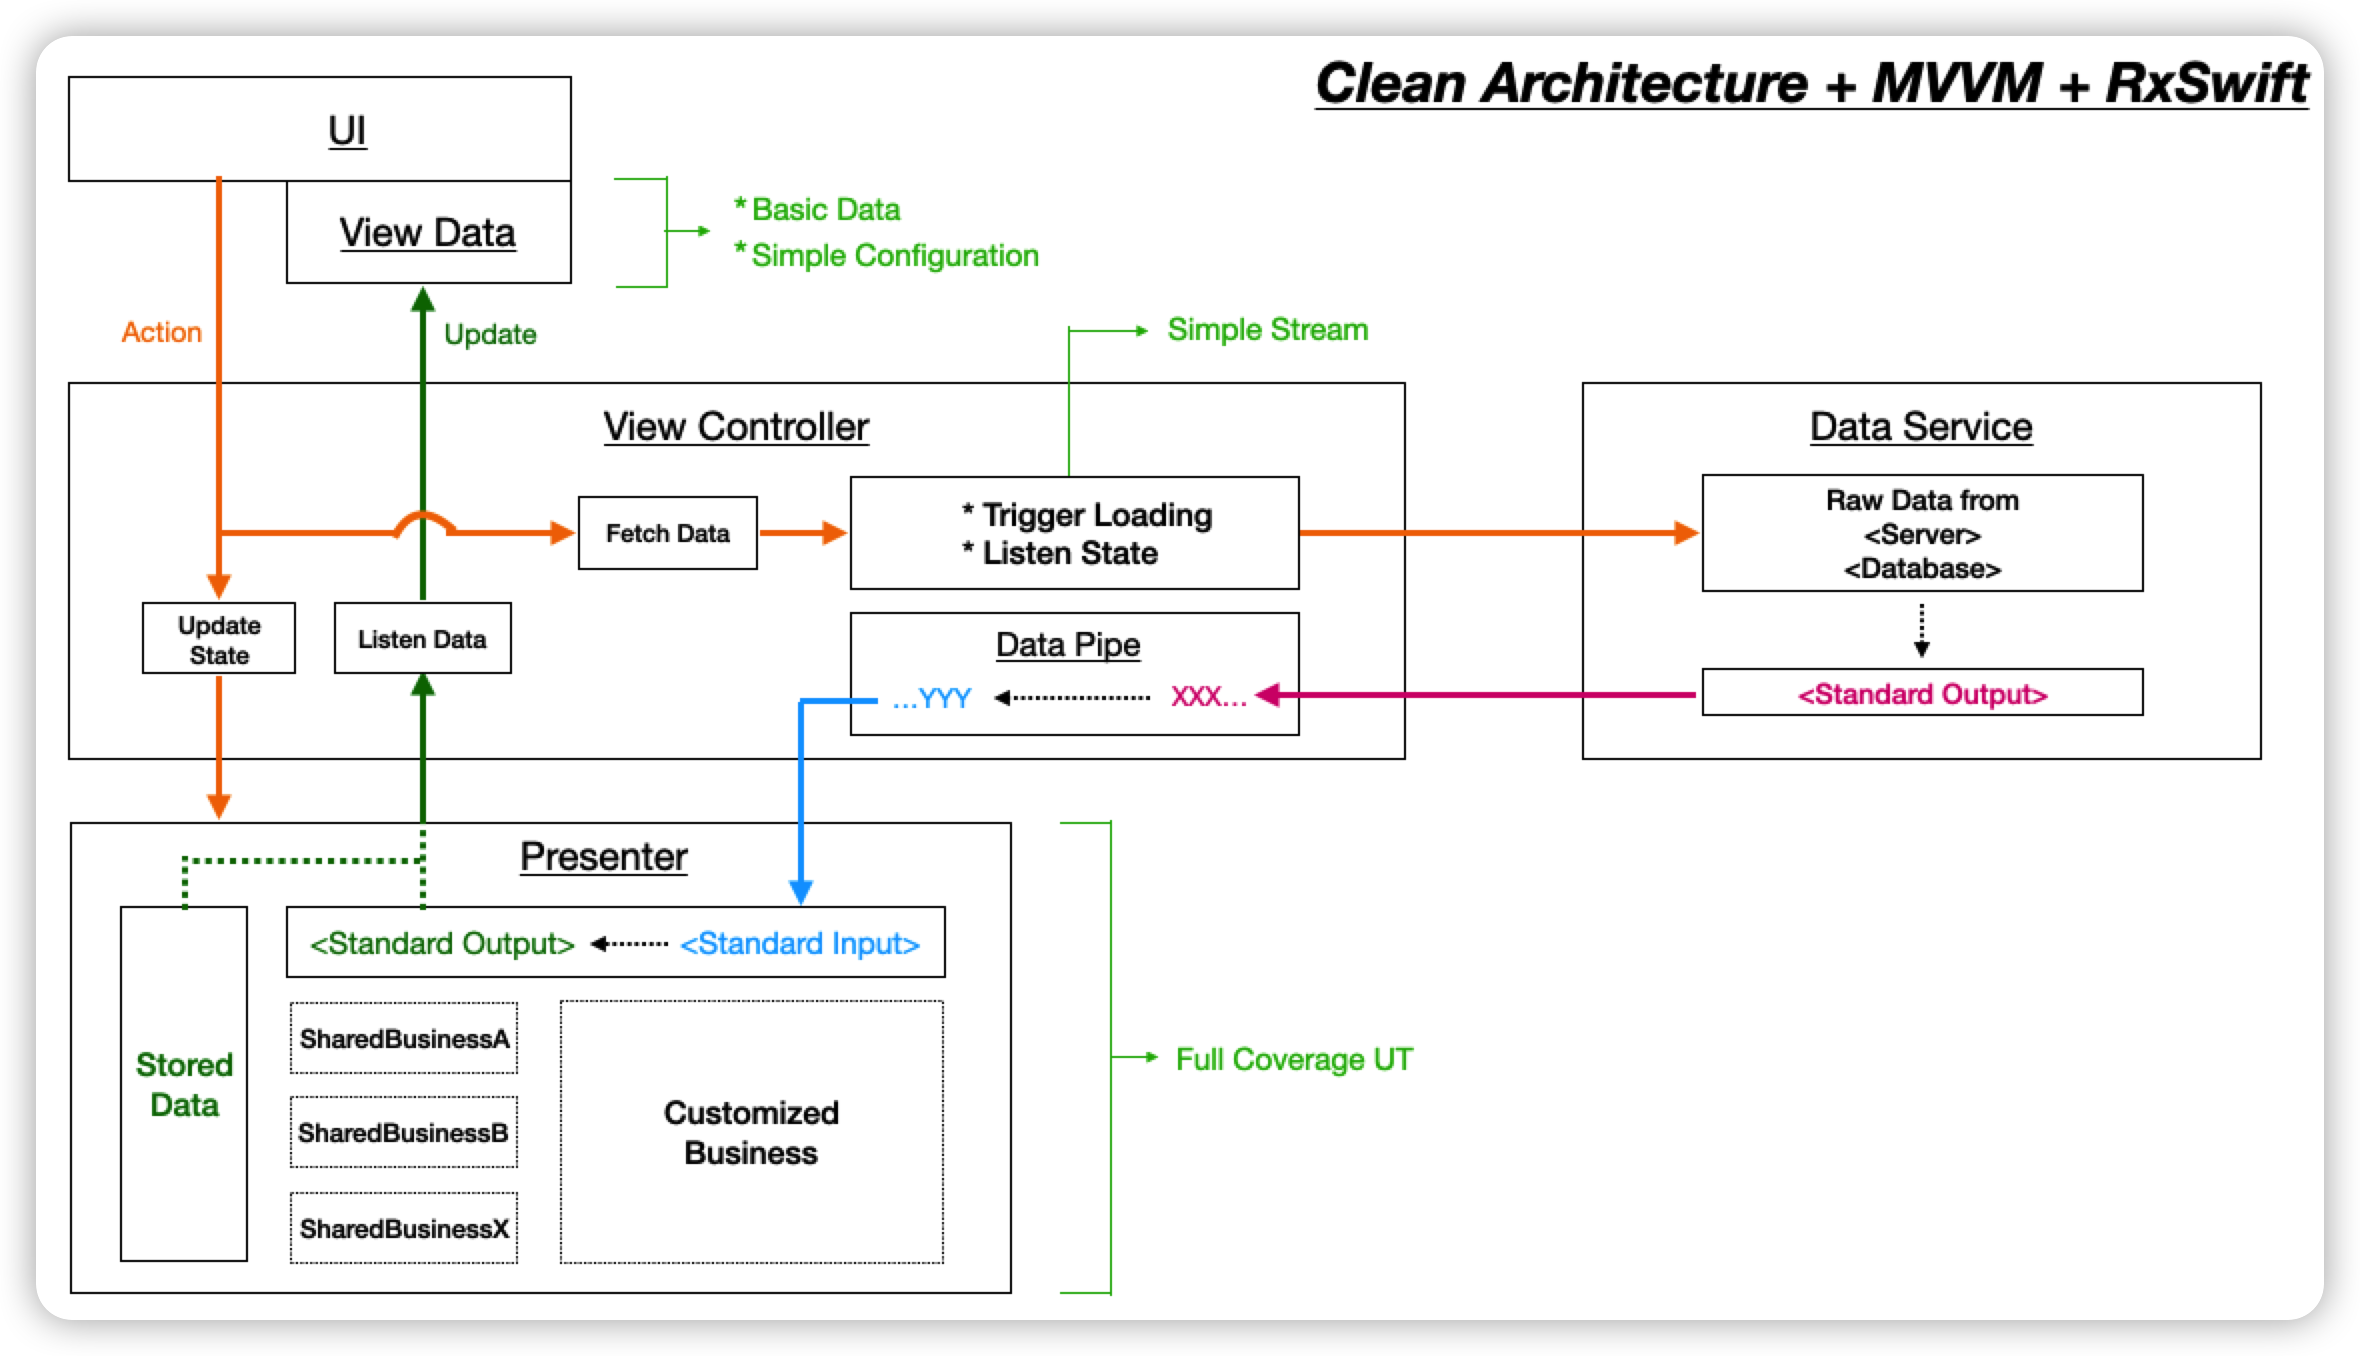 Clean Architecture + MVVM + RxSwift
UI
View Data
* Basic Data
* Simple Configuration
Action
Update
Simple Stream
View Controller
Data Service
Fetch Data
* Trigger Loading
* Listen State
Raw Data from
<Server>
<Database>
Update
State
Listen Data
Data Pipe
...YYY
XXX...
<Standard Output>
Presenter
<Standard Output>
<Standard Input>
Stored
Data
SharedBusinessA
SharedBusinessB
SharedBusinessX
Customized
Business
Full Coverage UT